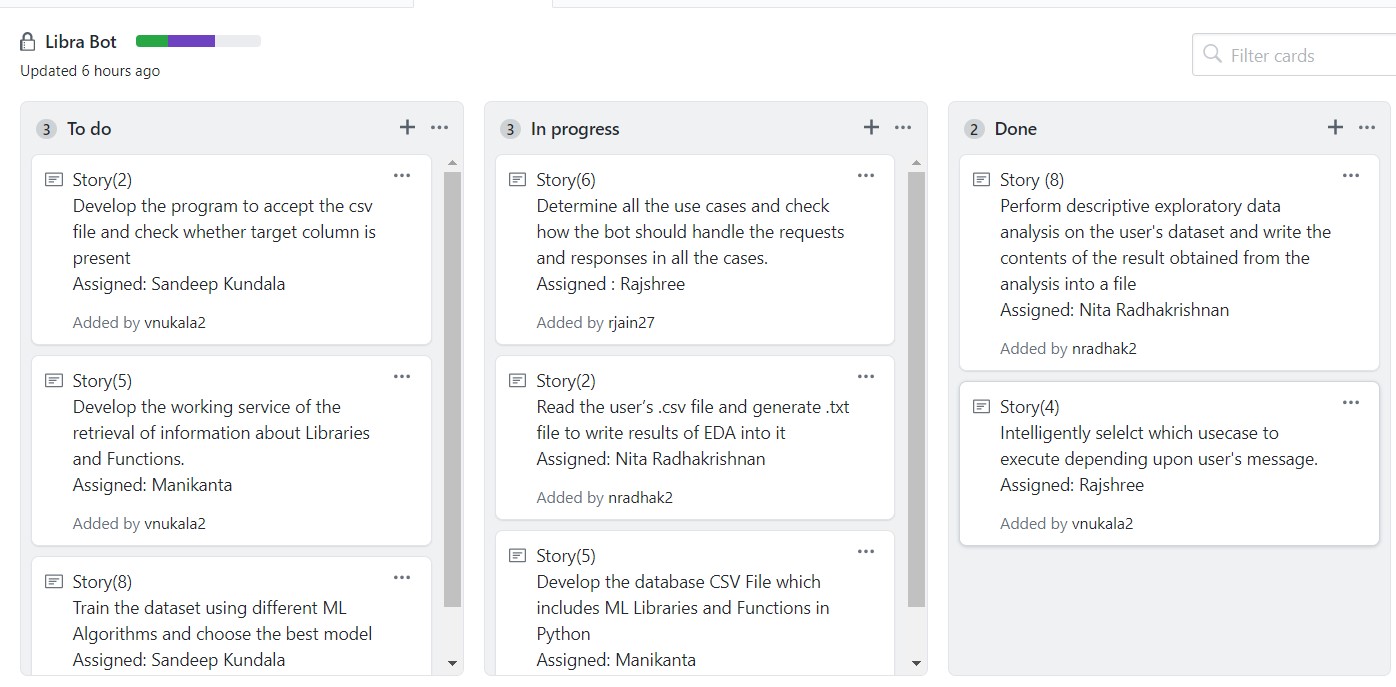 Libra Bot
Updated 6 hours ago
Filter cards
3 To do
Story(2)
Develop the program to accept the csv
file and check whether target column is
present
Assigned: Sandeep Kundala
Added by vnukala2
Story(5)
Develop the working service of the
retrieval of information about Libraries
and Functions.
Assigned: Manikanta
Added by vnukala2
Story(8)
Train the dataset using different ML
Algorithms and choose the best model
Assigned: Sandeep Kundala
3 In progress
Story(6)
Determine all the use cases and check
how the bot should handle the requests
and responses in all the cases.
Assigned : Rajshree
Added by rjain27
Story(2)
Read the user’s .csv file and generate .txt
file to write results of EDA into it
Assigned: Nita Radhakrishnan
Added by nradhak2
Story(5)
Develop the database CSV File which
includes ML Libraries and Functions in
Python
Assigned: Manikanta
2 Done
Story (8)
Perform descriptive exploratory data
analysis on the user's dataset and write the
contents of the result obtained from the
analysis into a file
Assigned: Nita Radhakrishnan
Added by nradhak2
Story(4)
Intelligently selelct which usecase to
execute depending upon user's message.
Assigned: Rajshree
Added by vnukala2